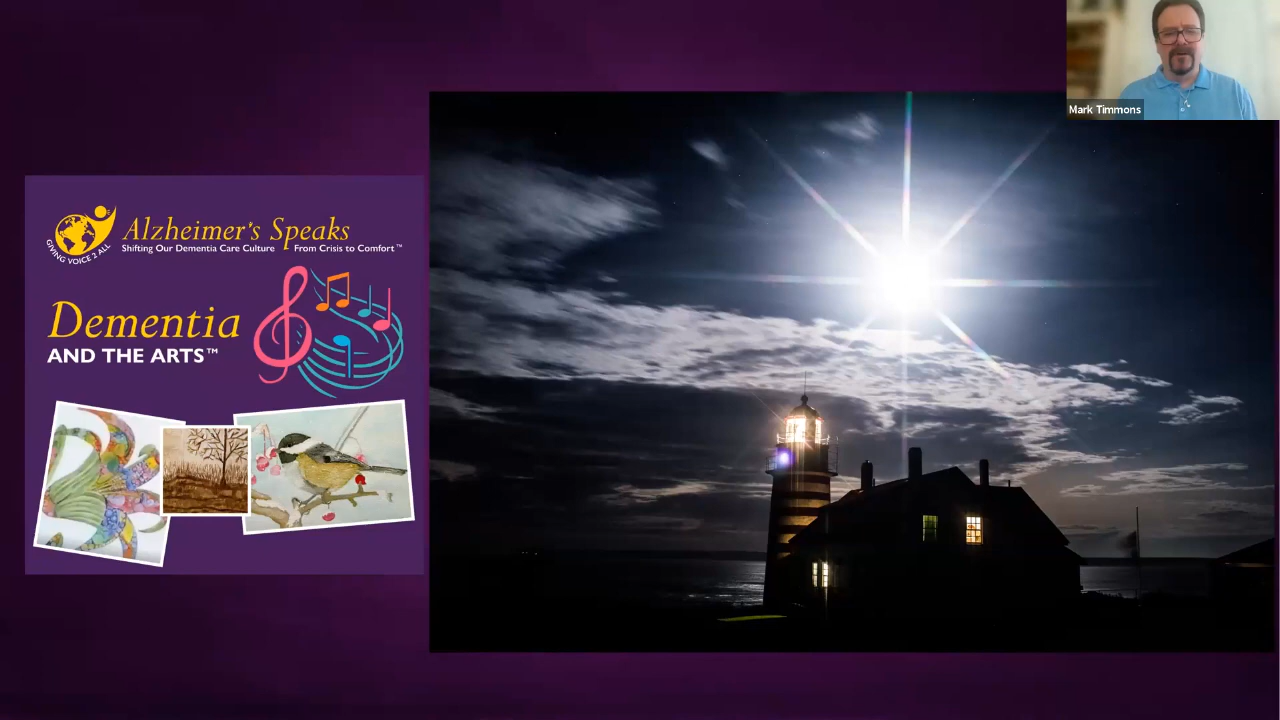 Mark Timmons
Alzheimer's Speaks
Shifting Our Dementia Care Culture From Crisis to Comfort™
GIVING VOICE 2 ALL
Dementia
AND THE ARTS™